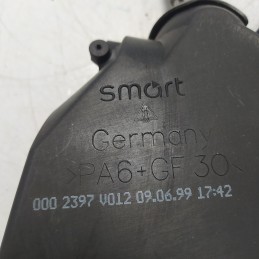 smart
Germany
>PA6+GF 30<
000 2397 V012 09.06.99 17:42